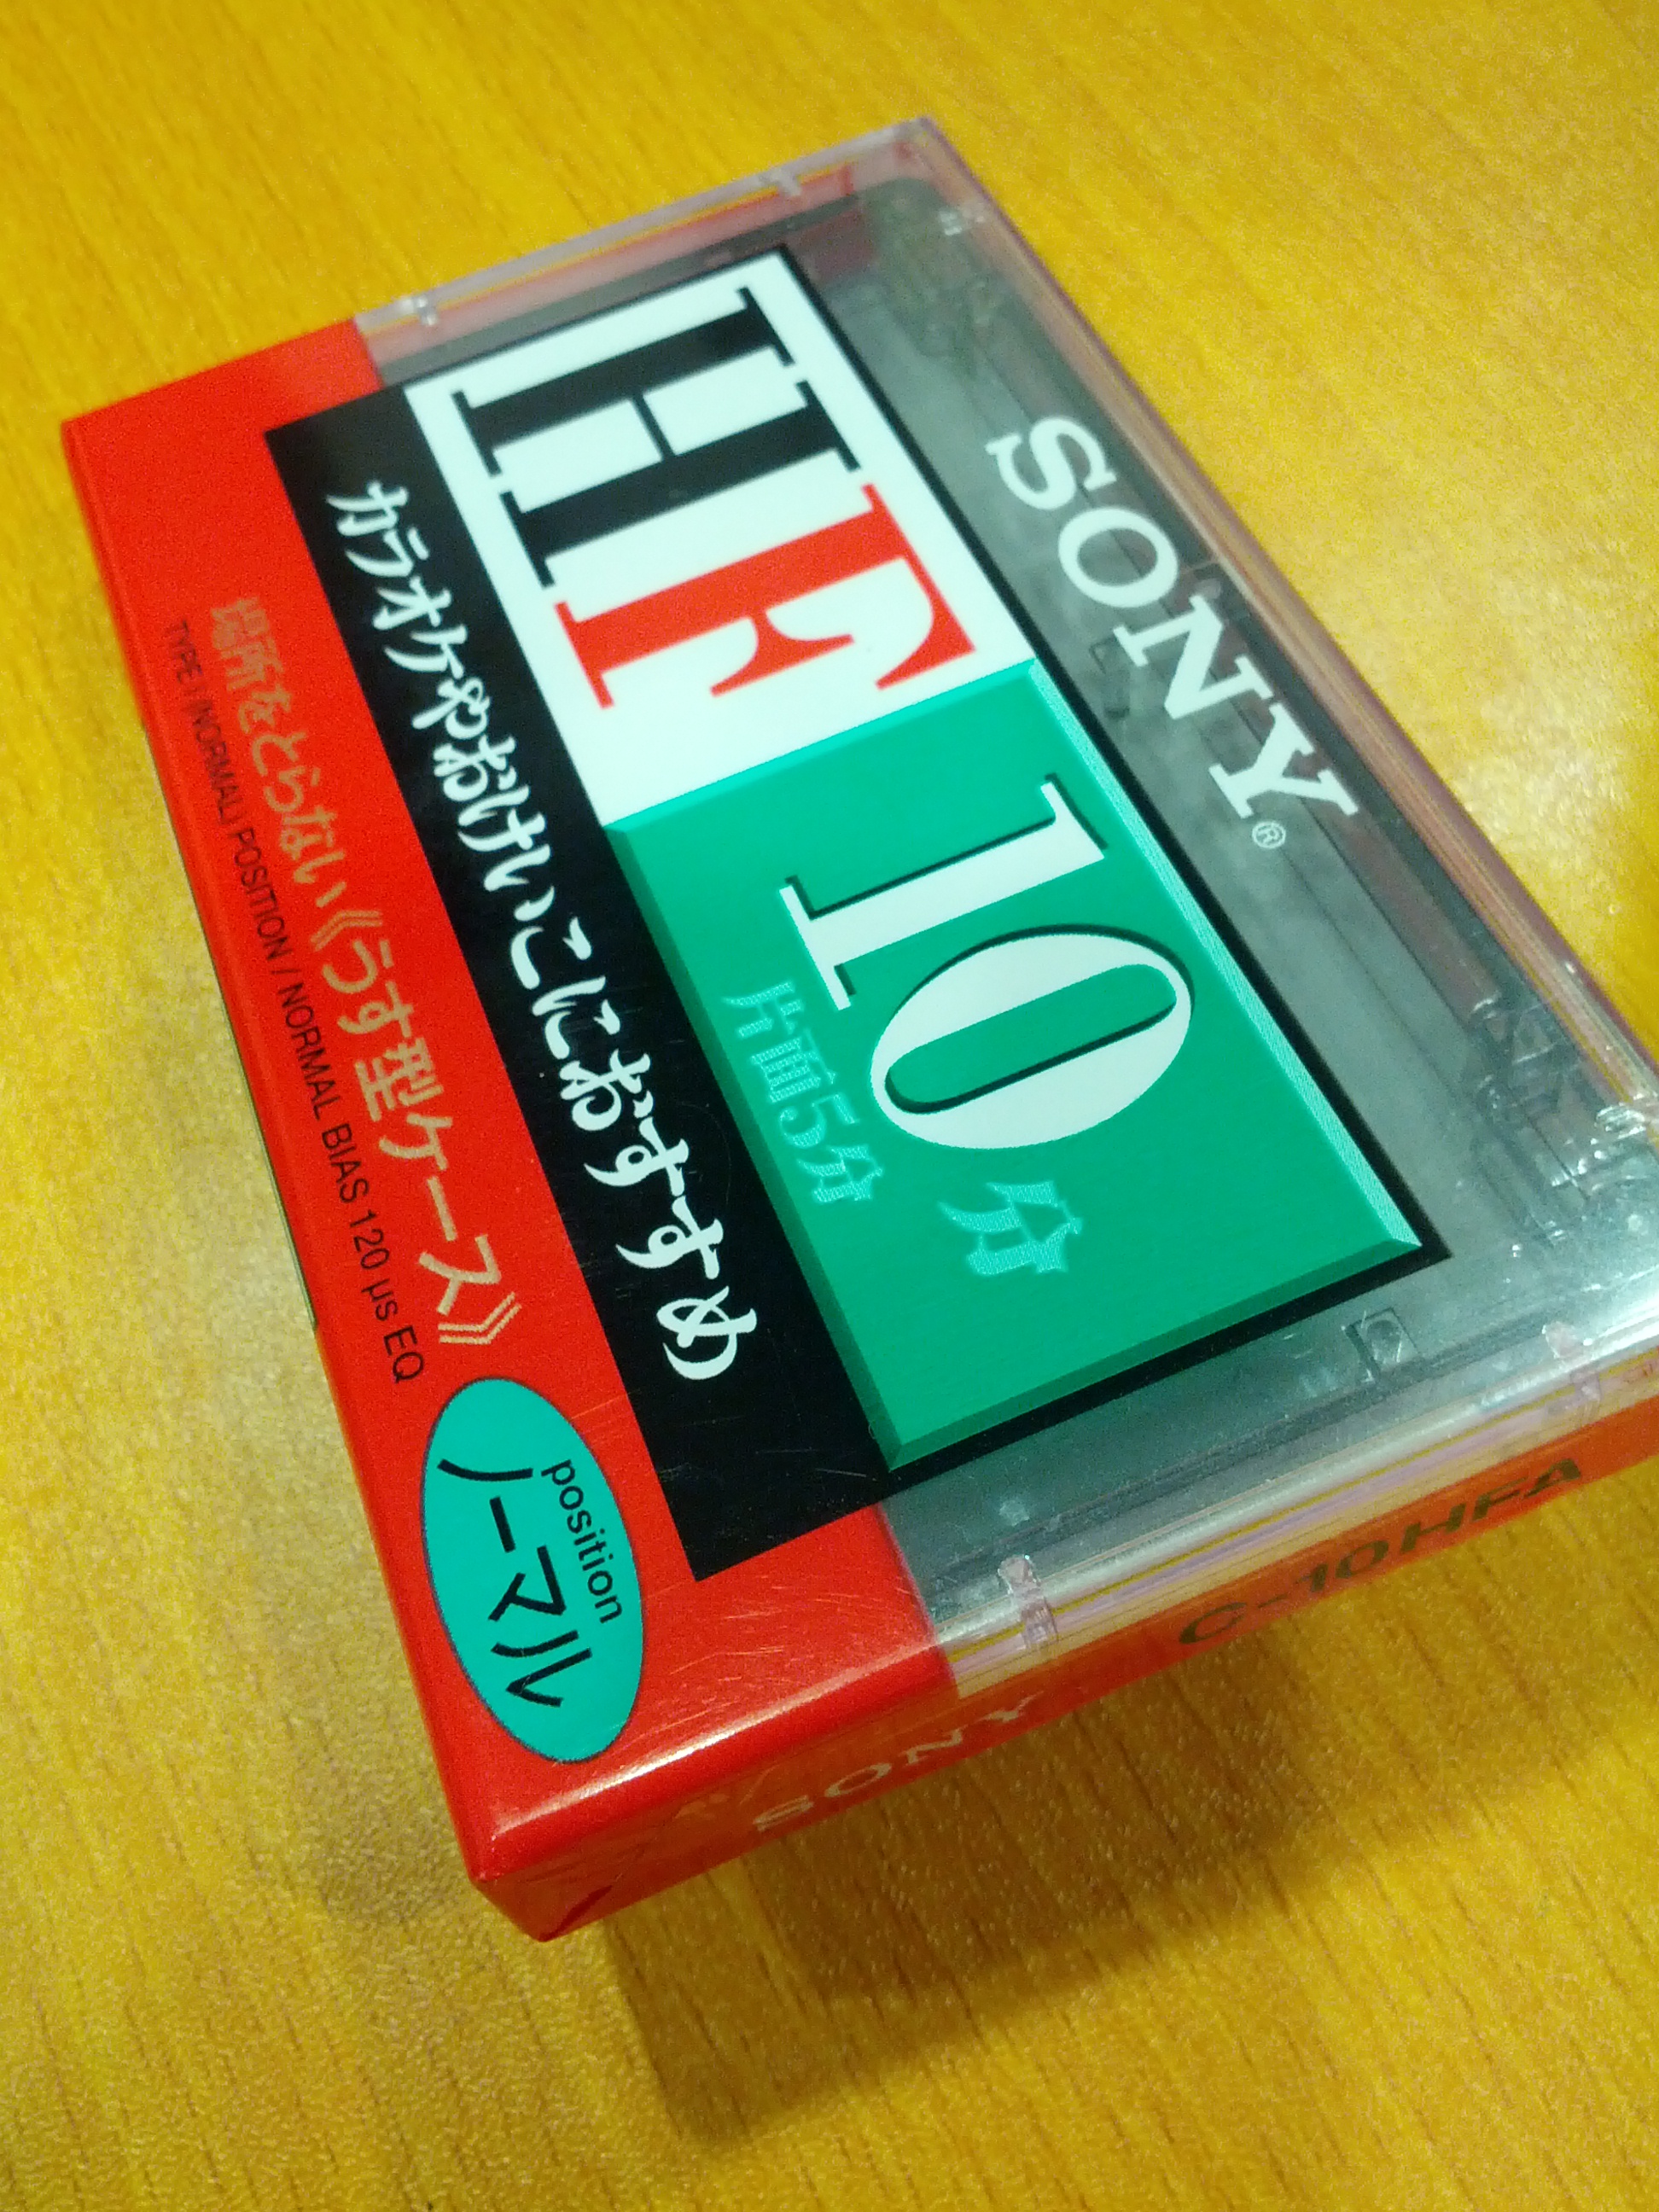 SONY®
HF 10分
片面5分
カラオケやおけいこにおすすめ
場所をとらない《うす型ケース》
TYPE I (NORMAL) POSITION / NORMAL BIAS 120 μs EQ
position
ノーマル
SONY C-10HFA